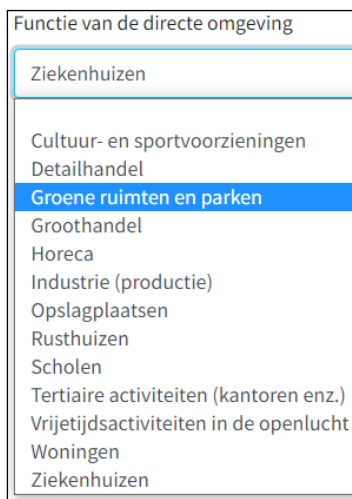 Functie van de directe omgeving
Ziekenhuizen
Cultuur- en sportvoorzieningen
Detailhandel
Groene ruimten en parken
Groothandel
Horeca
Industrie (productie)
Opslagplaatsen
Rusthuizen
Scholen
Tertiaire activiteiten (kantoren enz.)
Vrijetijdsactiviteiten in de openlucht
Woningen
Ziekenhuizen